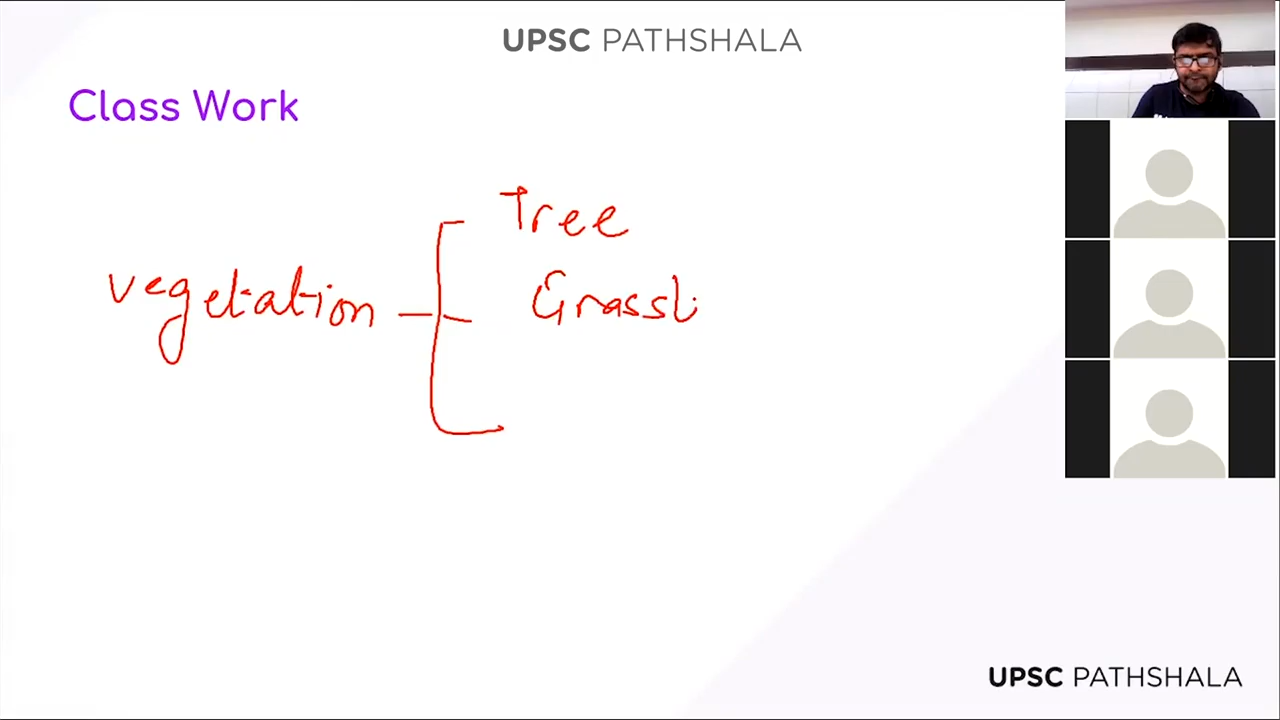 UPSC PATHSHALA
Class Work
Tree
vegetation
Grassl
UPSC PATHSHALA